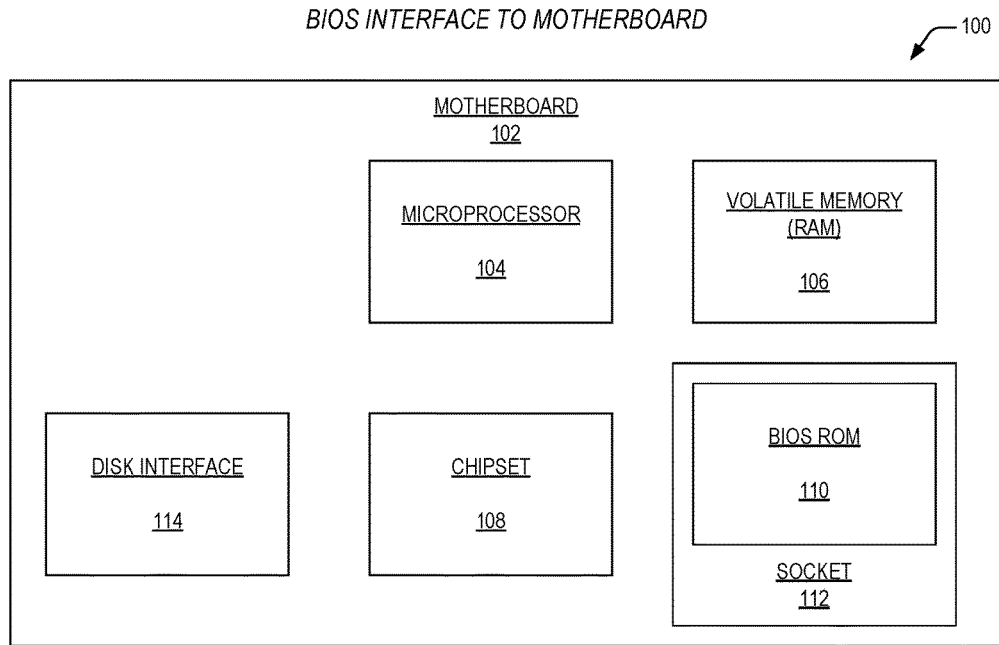 BIOS INTERFACE TO MOTHERBOARD
100
MOTHERBOARD
102
MICROPROCESSOR
104
VOLATILE MEMORY
(RAM)
106
DISK INTERFACE
114
CHIPSET
108
BIOS ROM
110
SOCKET
112